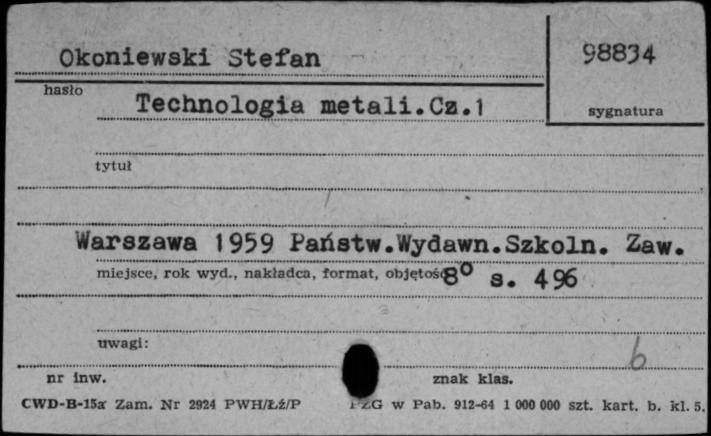 Okoniewski Stefan
98834
hasło
Technologia metali.Cz.1
sygnatura
tytuł
Warszawa 1959 Państw.Wydawn.Szkoln. Zaw.
miejsce, rok wyd., nakładca, format, objętość
8° s. 496
uwagi:
b
nr inw.
znak klas.
CWD-B-15a Zam. Nr 2924 PWH/Łź/P
PZG w Pab. 912-64 1 000 000 szt. kart. b. kl. 5.